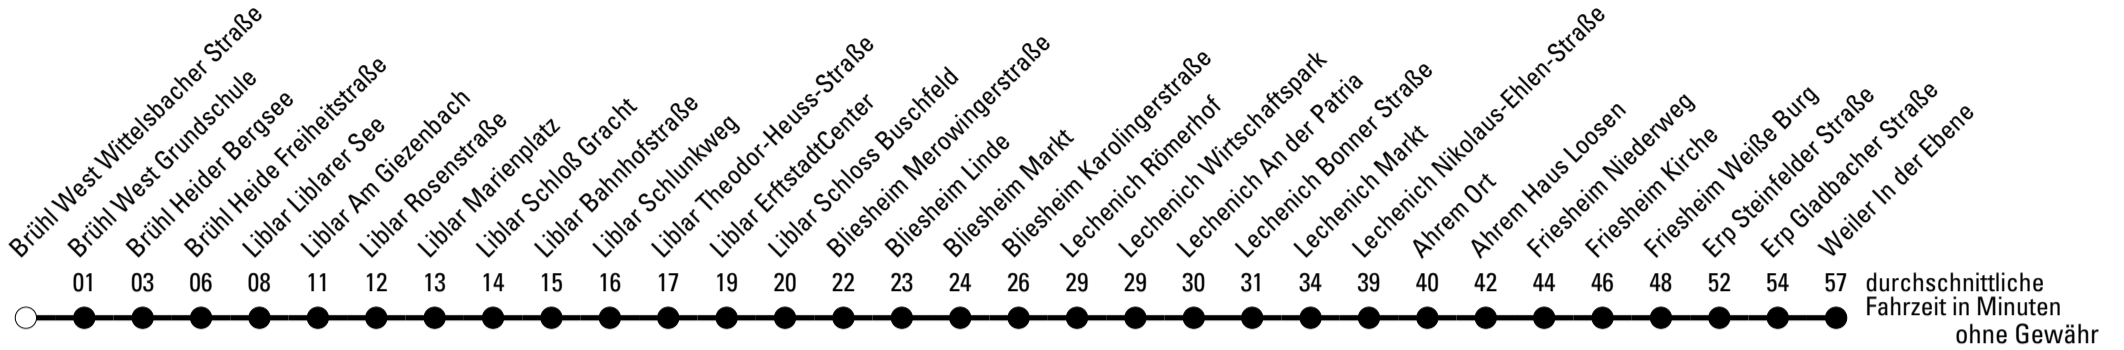 Brühl West Wittelsbacher Straße
Brühl West Grundschule
Brühl Heider Bergsee
Brühl Heide Freiheitstraße
Liblar Liblarer See
Liblar Am Giezenbach
Liblar Rosenstraße
Liblar Marienplatz
Liblar Schloß Gracht
Liblar Bahnhofstraße
Liblar Schlunkweg
Liblar Theodor-Heuss-Straße
Liblar ErftstadtCenter
Liblar Schloss Buschfeld
Bliesheim Merowingerstraße
Bliesheim Linde
Bliesheim Markt
Bliesheim Karolingerstraße
Lechenich Römerhof
Lechenich Wirtschaftspark
Lechenich An der Patria
Lechenich Bonner Straße
Lechenich Markt
Lechenich Nikolaus-Ehlen-Straße
Ahrem Ort
Ahrem Haus Loosen
Friesheim Niederweg
Friesheim Kirche
Friesheim Weiße Burg
Erp Steinfelder Straße
Erp Gladbacher Straße
Weiler In der Ebene
01 03 06 08 11 12 13 14 15 16 17 19 20 22 23 24 26 29 29 30 31 34 39 40 42 44 46 48 52 54 57 durchschnittliche
Fahrzeit in Minuten
ohne Gewähr